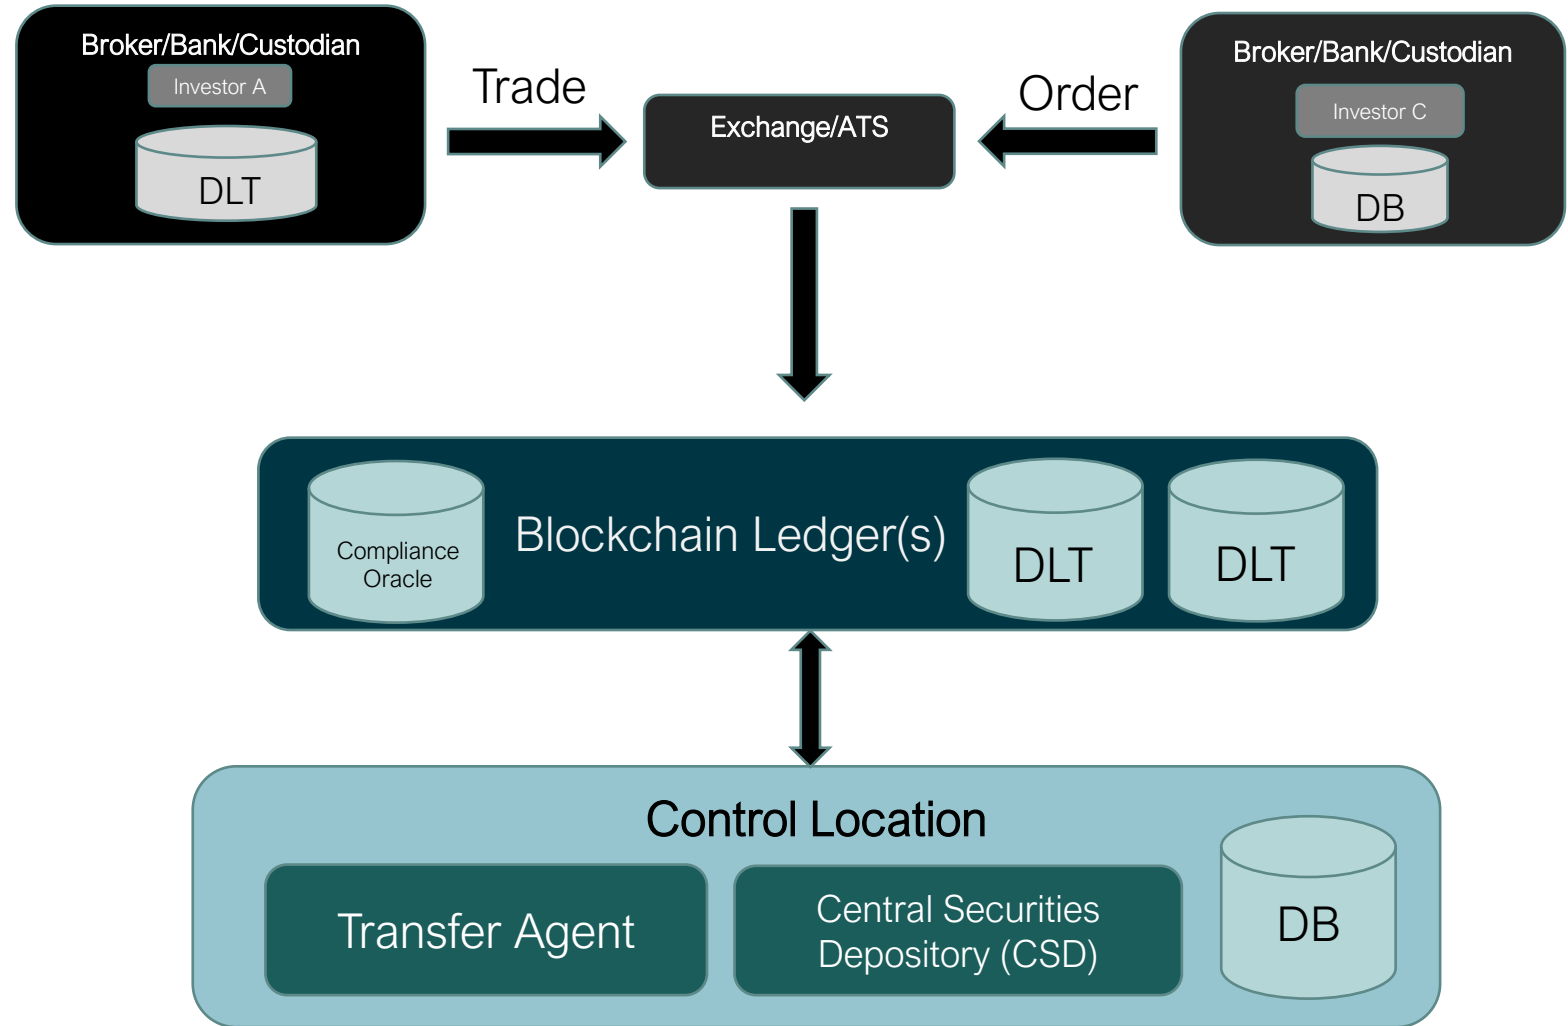 Broker/Bank/Custodian
Investor A
DLT
Trade
Exchange/ATS
Order
Broker/Bank/Custodian
Investor C
DB
Compliance
Oracle
Blockchain Ledger(s)
DLT
DLT
Control Location
Transfer Agent
Central Securities
Depository (CSD)
DB